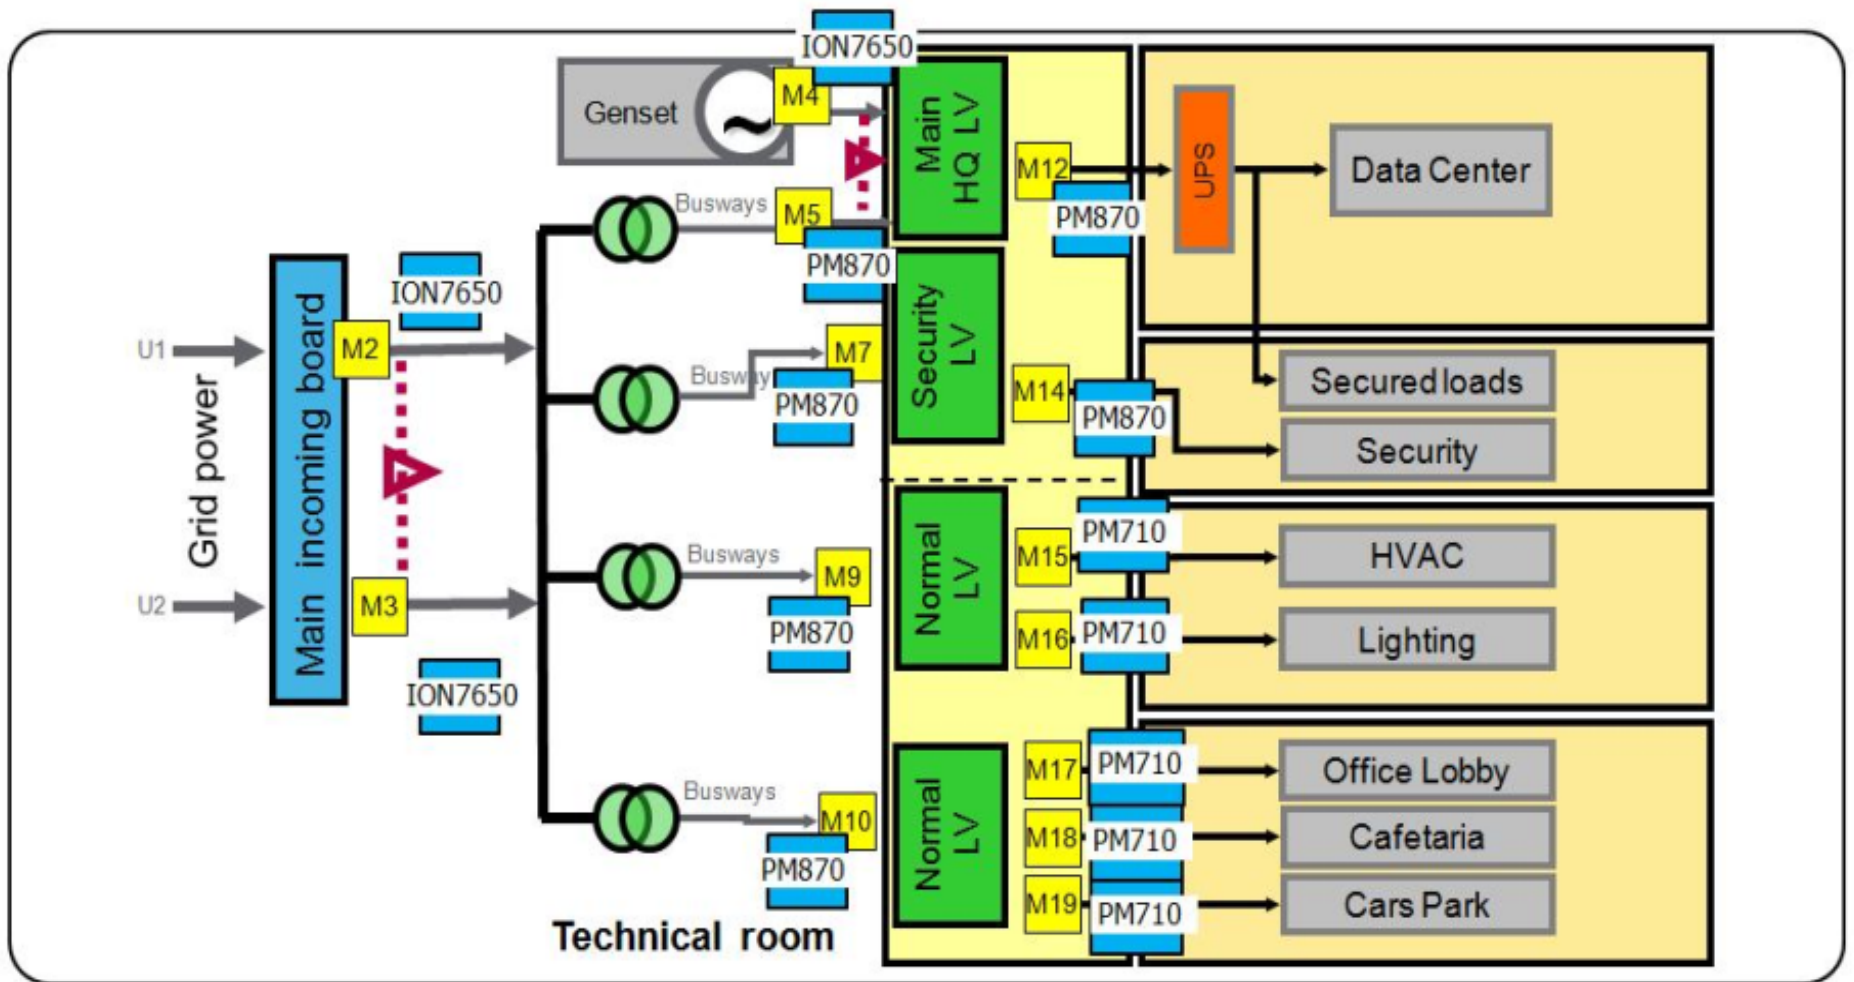 ION7650
Genset
M4
Main
HQ LV
M12
UPS
Data Center
PM870
Busways
M5
PM870
Grid power
U1
U2
Main incoming board
M2
ION7650
M3
ION7650
Busway
M7
PM870
Security
LV
M14
PM870
Secured loads
Security
Busways
M9
PM870
Normal
LV
M15
PM710
HVAC
M16
PM710
Lighting
Busways
M10
PM870
Normal
LV
M17
PM710
Office Lobby
M18
PM710
Cafetaria
M19
PM710
Cars Park
Technical room